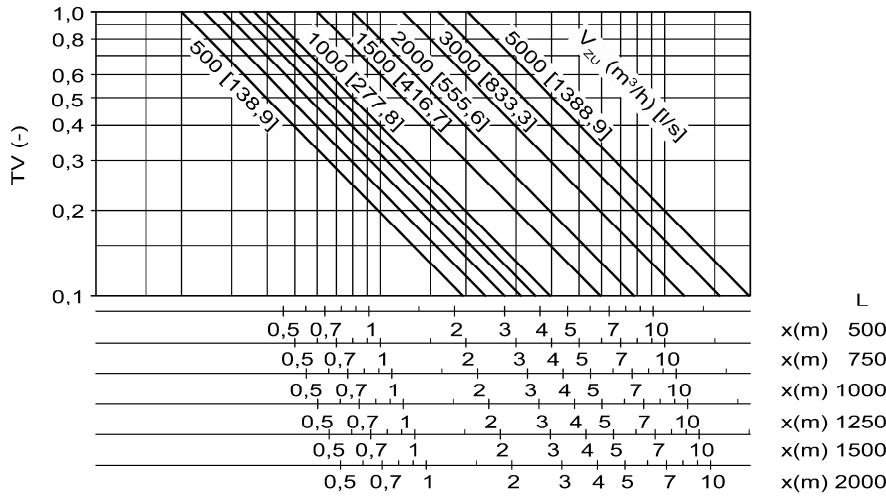 1,0
0,8
0,6
0,5
0,4
0,3
0,2
0,1
TV (-)
500 [138,9]
1000 [277,8]
1500 [416,7]
2000 [555,6]
3000 [833,3]
5000 [1388,9]
V_ZU (m³/h) [l/s]
L
0,5 0,7 1 2 3 4 5 7 10 x(m) 500
0,5 0,7 1 2 3 4 5 7 10 x(m) 750
0,5 0,7 1 2 3 4 5 7 10 x(m) 1000
0,5 0,7 1 2 3 4 5 7 10 x(m) 1250
0,5 0,7 1 2 3 4 5 7 10 x(m) 1500
0,5 0,7 1 2 3 4 5 7 10 x(m) 2000